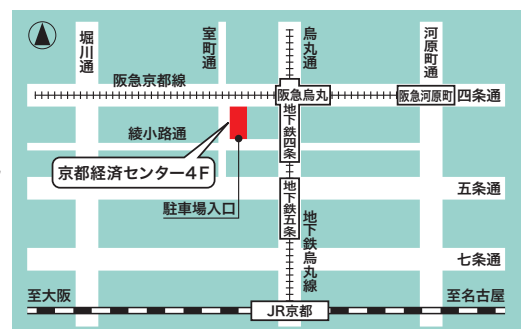 堀川通
室町通
烏丸通
河原町通
阪急京都線
阪急烏丸
阪急河原町
四条通
地下鉄四条
綾小路通
京都経済センター4F
駐車場入口
地下鉄五条
五条通
地下鉄烏丸線
七条通
至大阪
至名古屋
JR京都